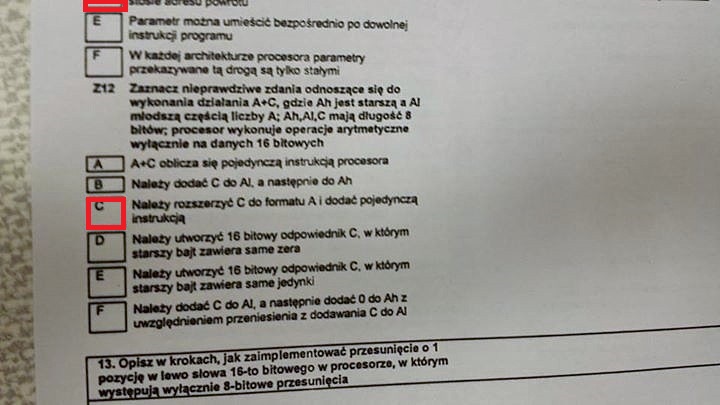 stosie adresu powrotu
E Parametr można umieścić bezpośrednio po dowolnej
instrukcji programu
F W każdej architekturze procesora parametry
przekazywane tą drogą są tylko stałymi
Z12 Zaznacz nieprawdziwe zdania odnoszące się do
wykonania działania A+C, gdzie Ah jest starszą a Al
młodszą częścią liczby A; Ah,Al,C mają długość 8
bitów; procesor wykonuje operacje arytmetyczne
wyłącznie na danych 16 bitowych
A A+C oblicza się pojedynczą instrukcją procesora
B Należy dodać C do Al, a następnie do Ah
C Należy rozszerzyć C do formatu A i dodać pojedynczą
instrukcją
D Należy utworzyć 16 bitowy odpowiednik C, w którym
starszy bajt zawiera same zera
E Należy utworzyć 16 bitowy odpowiednik C, w którym
starszy bajt zawiera same jedynki
F Należy dodać C do Al, a następnie dodać 0 do Ah z
uwzględnieniem przeniesienia z dodawania C do Al
13. Opisz w krokach, jak zaimplementować przesunięcie o 1
pozycję w lewo słowa 16-to bitowego w procesorze, w którym
występują wyłącznie 8-bitowe przesunięcia